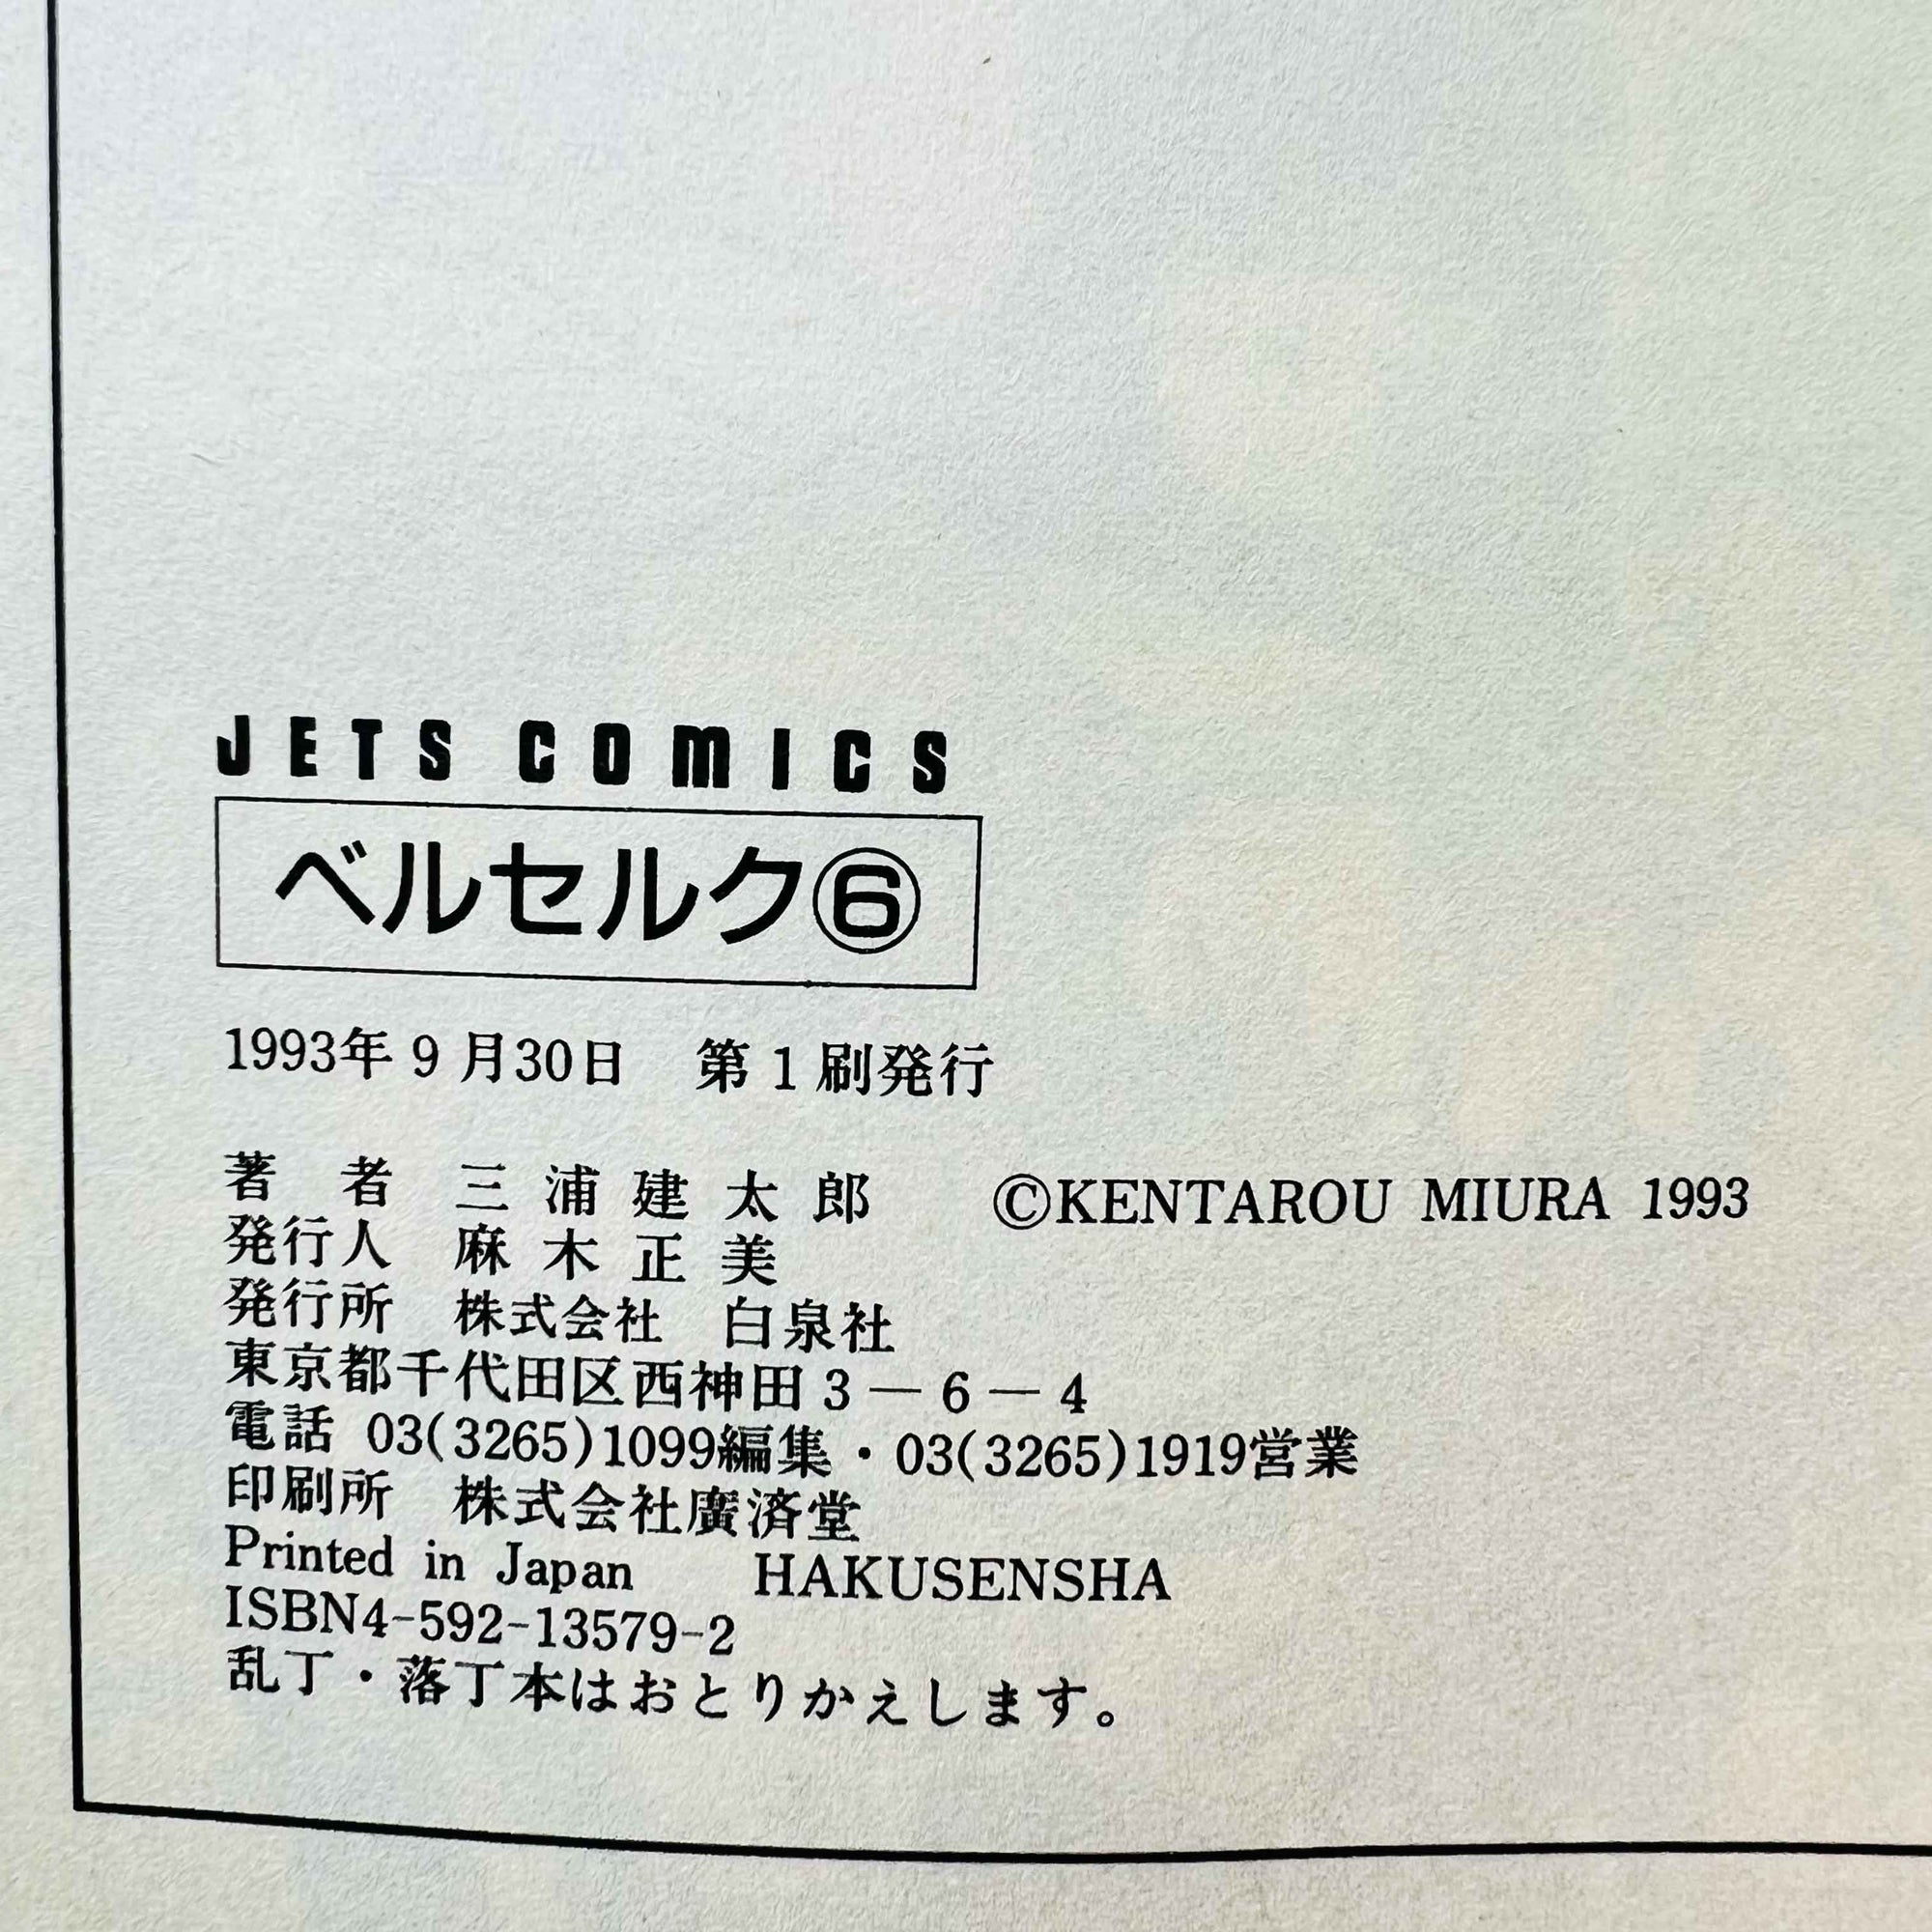 JETS COMICS
ベルセルク⑥
1993年9月30日　第1刷発行
著者　三浦建太郎　©KENTAROU MIURA 1993
発行人　麻木正美
発行所　株式会社　白泉社
東京都千代田区西神田3—6—4
電話 03(3265)1099編集・03(3265)1919営業
印刷所　株式会社廣済堂
Printed in Japan　HAKUSENSHA
ISBN4-592-13579-2
乱丁・落丁本はおとりかえします。